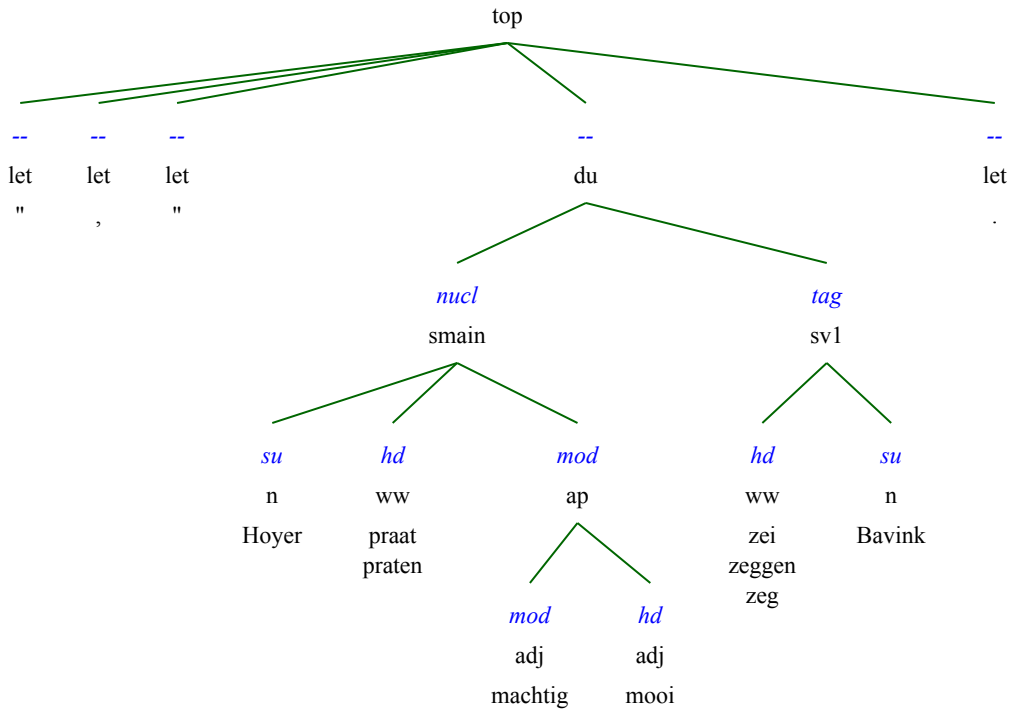 top
-- -- -- -- --
let let let du let
" , " .
nucl tag
smain sv1
su hd mod hd su
n ww ap ww n
Hoyer praat zei Bavink
praten zeggen
zeg
mod hd
adj adj
machtig mooi